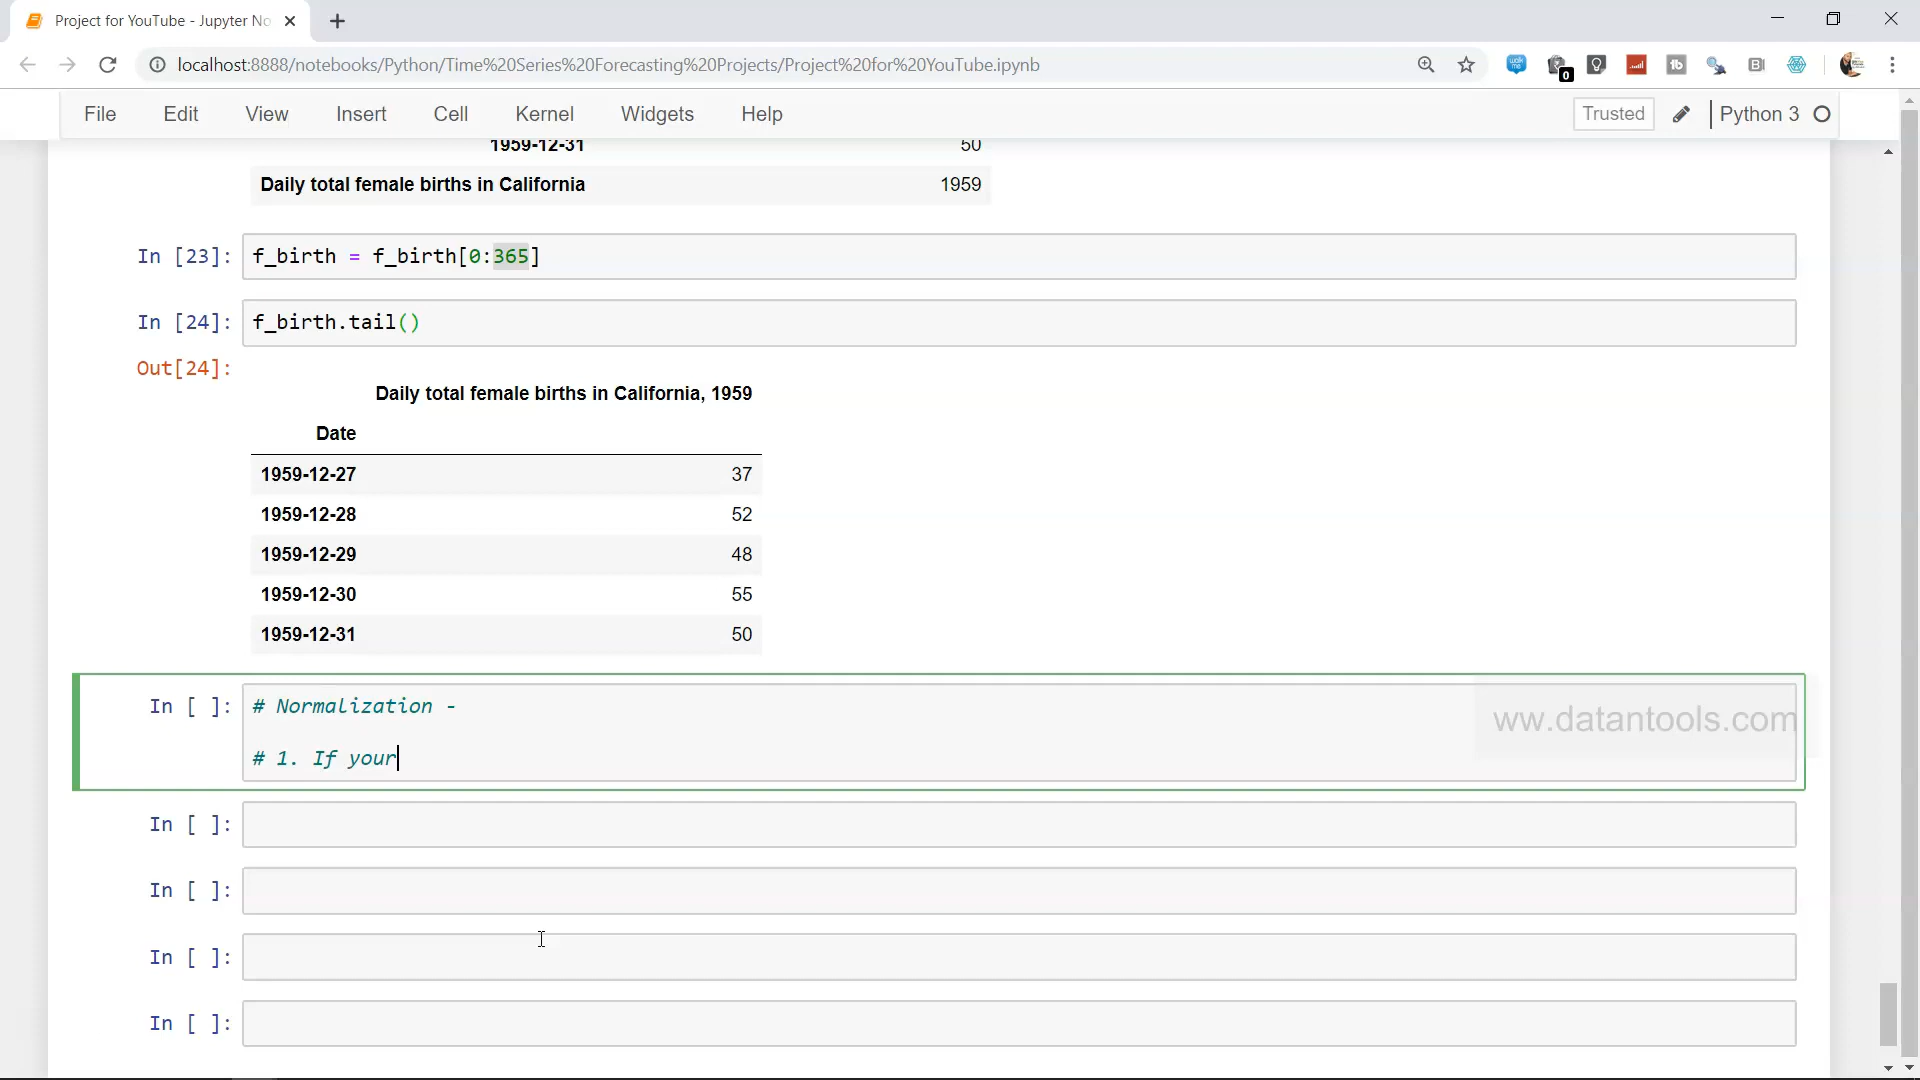 Project for YouTube - Jupyter No
localhost:8888/notebooks/Python/Time%20Series%20Forecasting%20Projects/Project%20for%20YouTube.ipynb
File Edit View Insert Cell Kernel Widgets Help Trusted Python 3
1959-12-31 50
Daily total female births in California 1959
In [23]: f_birth = f_birth[0:365]
In [24]: f_birth.tail()
Out[24]:
Daily total female births in California, 1959
Date
1959-12-27 37
1959-12-28 52
1959-12-29 48
1959-12-30 55
1959-12-31 50
In [ ]: # Normalization -
ww.datantools.com
# 1. If your
In [ ]:
In [ ]:
In [ ]:
In [ ]: